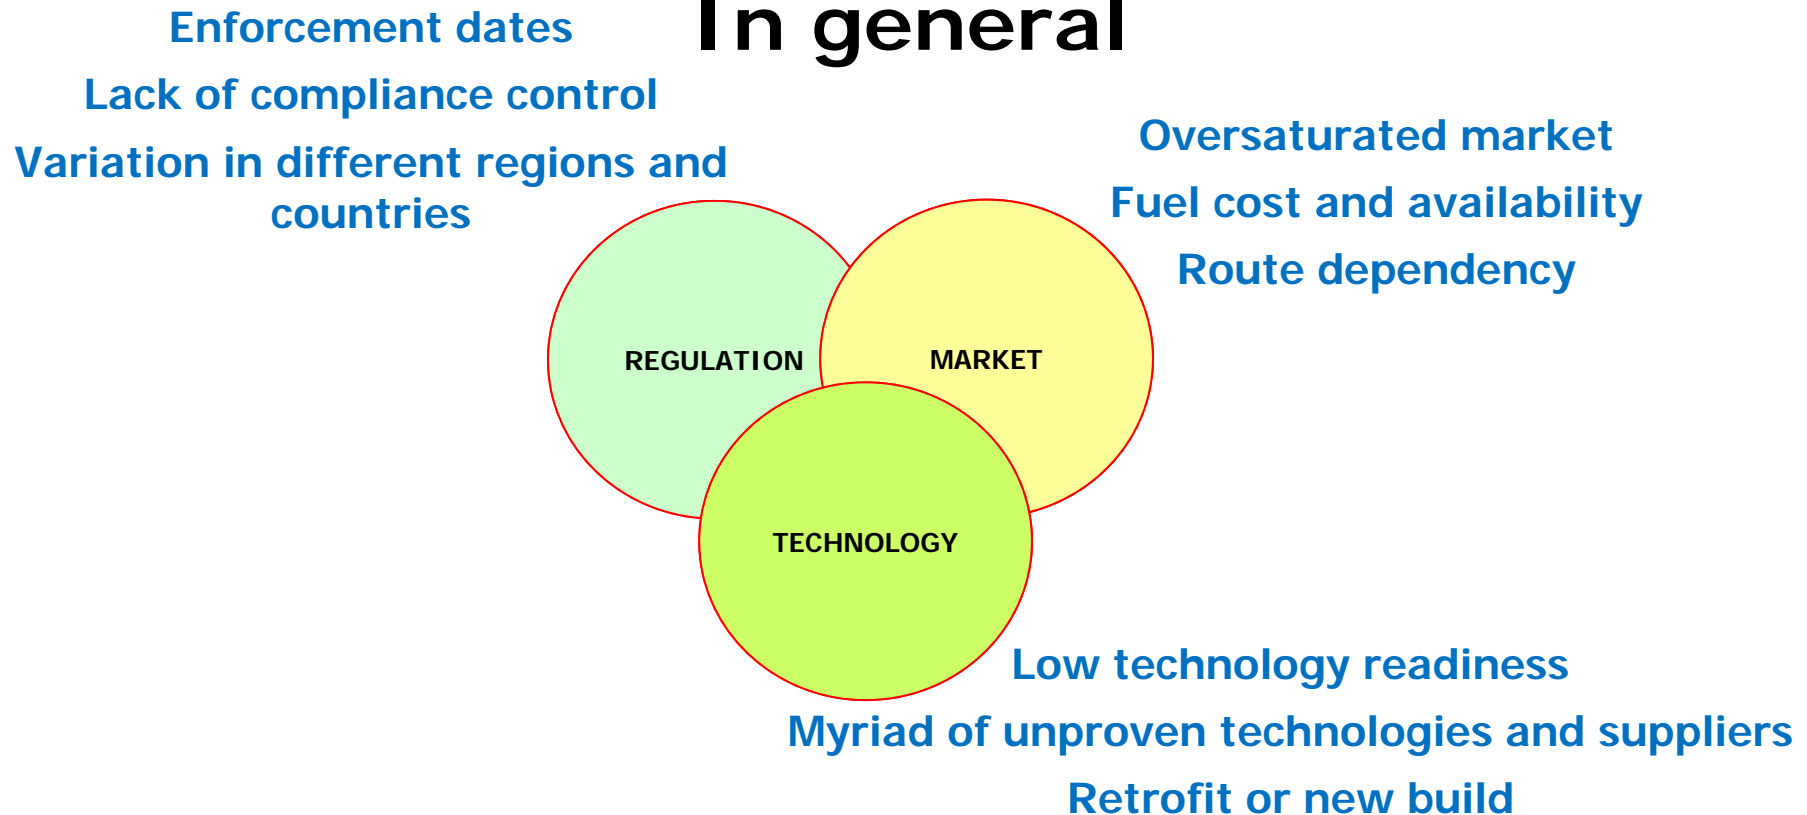 In general
Enforcement dates
Lack of compliance control
Variation in different regions and
countries
Oversaturated market
Fuel cost and availability
Route dependency
REGULATION
MARKET
TECHNOLOGY
Low technology readiness
Myriad of unproven technologies and suppliers
Retrofit or new build